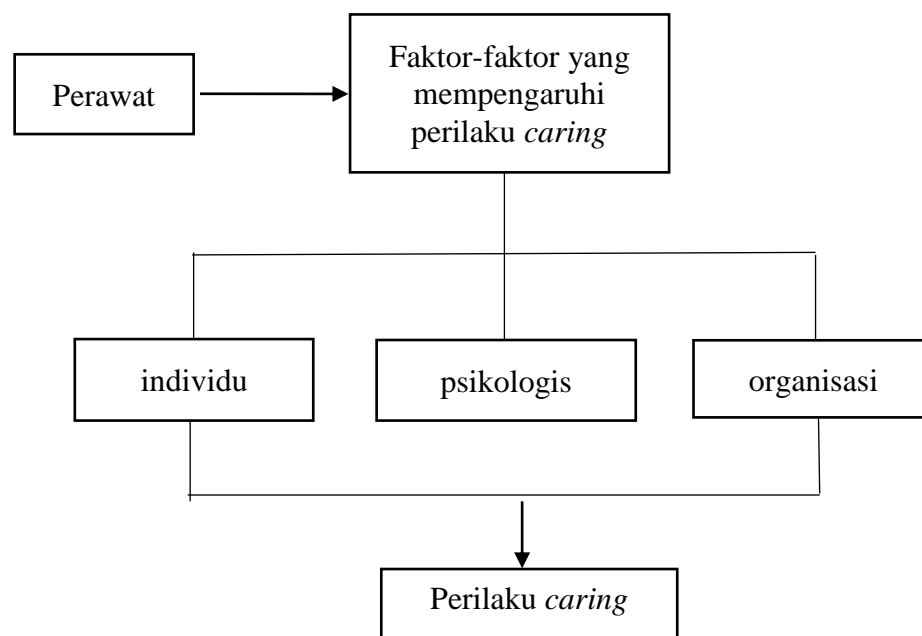 Perawat
Faktor-faktor yang
mempengaruhi
perilaku caring
individu
psikologis
organisasi
Perilaku caring